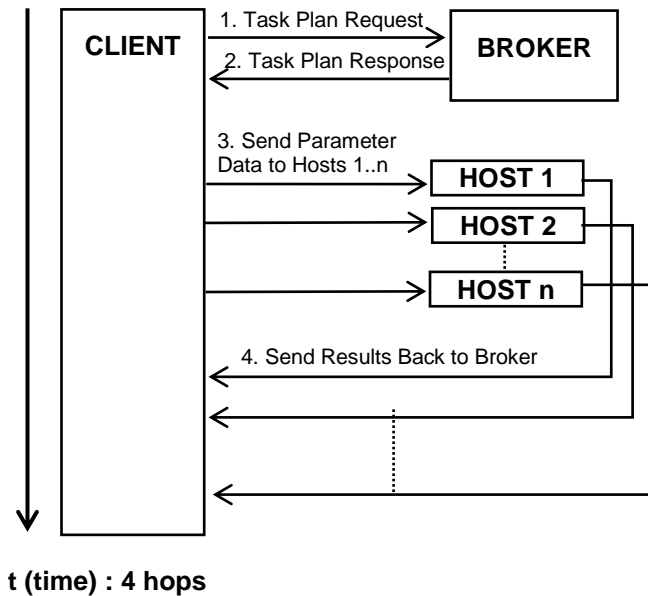 CLIENT
1. Task Plan Request
BROKER
2. Task Plan Response
3. Send Parameter
Data to Hosts 1..n
HOST 1
HOST 2
HOST n
4. Send Results Back to Broker
t (time) : 4 hops